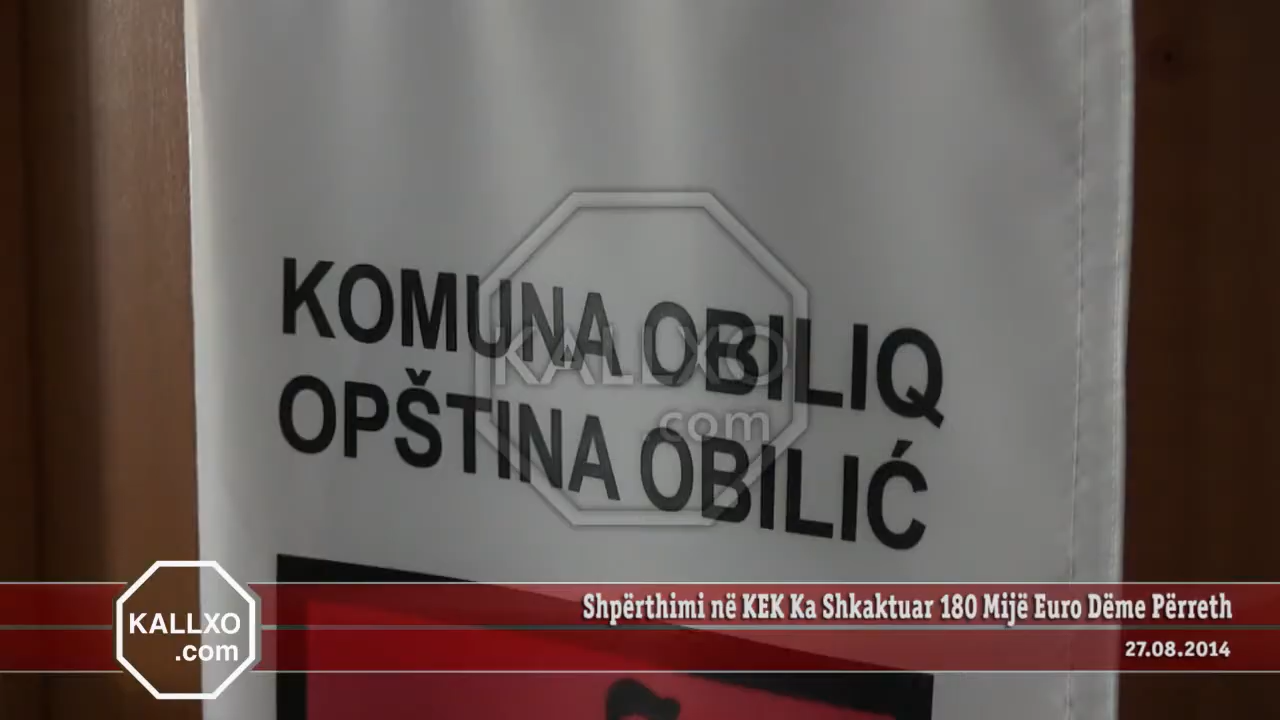 KOMUNA OBILIQ
OPŠTINA OBILIĆ
KALLXO
.com
Shpërthimi në KEK Ka Shkaktuar 180 Mijë Euro Dëme Përreth
27.08.2014
KALLXO
.com